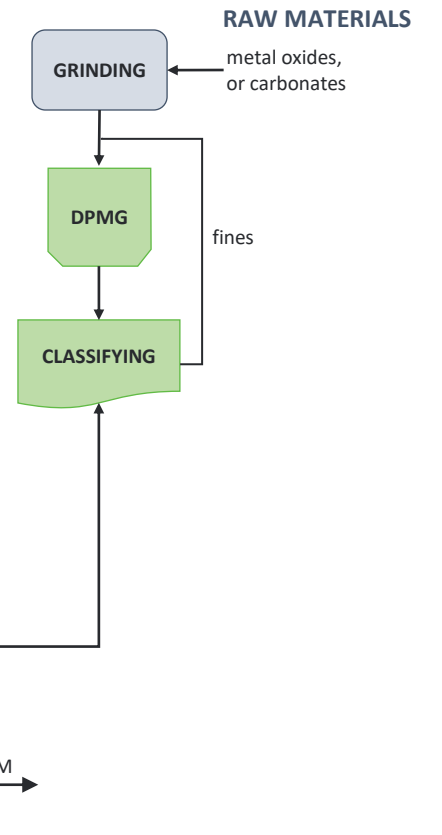 RAW MATERIALS
metal oxides,
or carbonates
GRINDING
DPMG
fines
CLASSIFYING
M